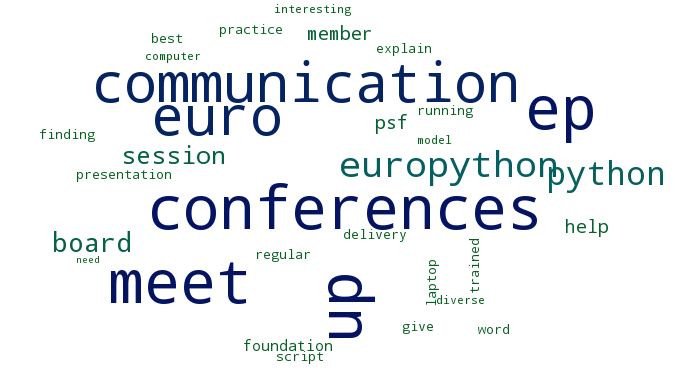 interesting
practice
member
best
explain
computer
communication
ep
euro
running
psf
finding
model
session
europython
python
presentation
conferences
help
board
delivery
regular
need
meet
up
laptop
trained
diverse
give
word
foundation
script